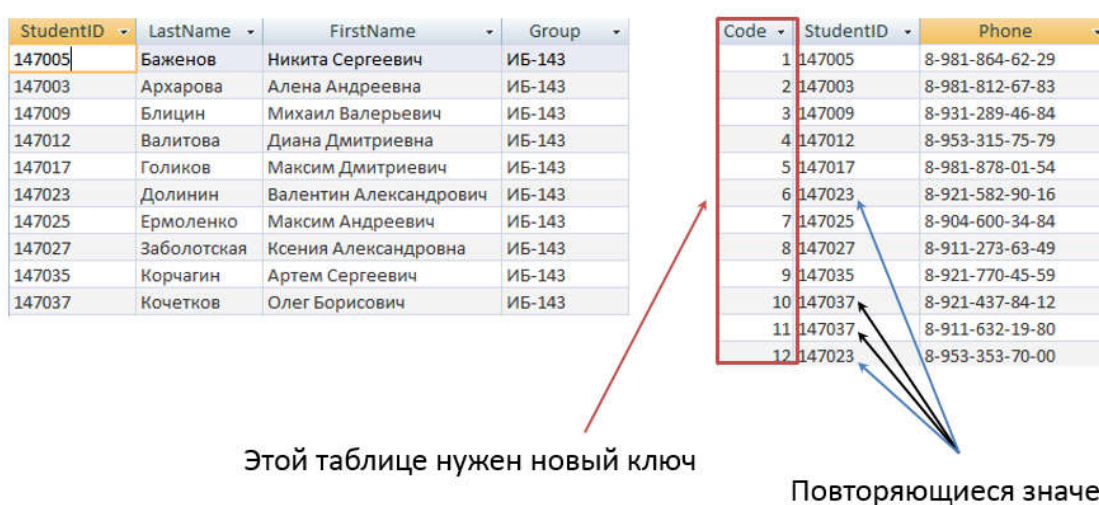 StudentID LastName FirstName Group
147005 Баженов Никита Сергеевич ИБ-143
147003 Архарова Алена Андреевна ИБ-143
147009 Блицин Михаил Валерьевич ИБ-143
147012 Валитова Диана Дмитриевна ИБ-143
147017 Голиков Максим Дмитриевич ИБ-143
147023 Долинин Валентин Александрович ИБ-143
147025 Ермоленко Максим Андреевич ИБ-143
147027 Заболотская Ксения Александровна ИБ-143
147035 Корчагин Артем Сергеевич ИБ-143
147037 Кочетков Олег Борисович ИБ-143
Code StudentID Phone
1 147005 8-981-864-62-29
2 147003 8-981-812-67-83
3 147009 8-931-289-46-84
4 147012 8-953-315-75-79
5 147017 8-981-878-01-54
6 147023 8-921-582-90-16
7 147025 8-904-600-34-84
8 147027 8-911-273-63-49
9 147035 8-921-770-45-59
10 147037 8-921-437-84-12
11 147037 8-911-632-19-80
12 147023 8-953-353-70-00
Этой таблице нужен новый ключ
Повторяющиеся значе